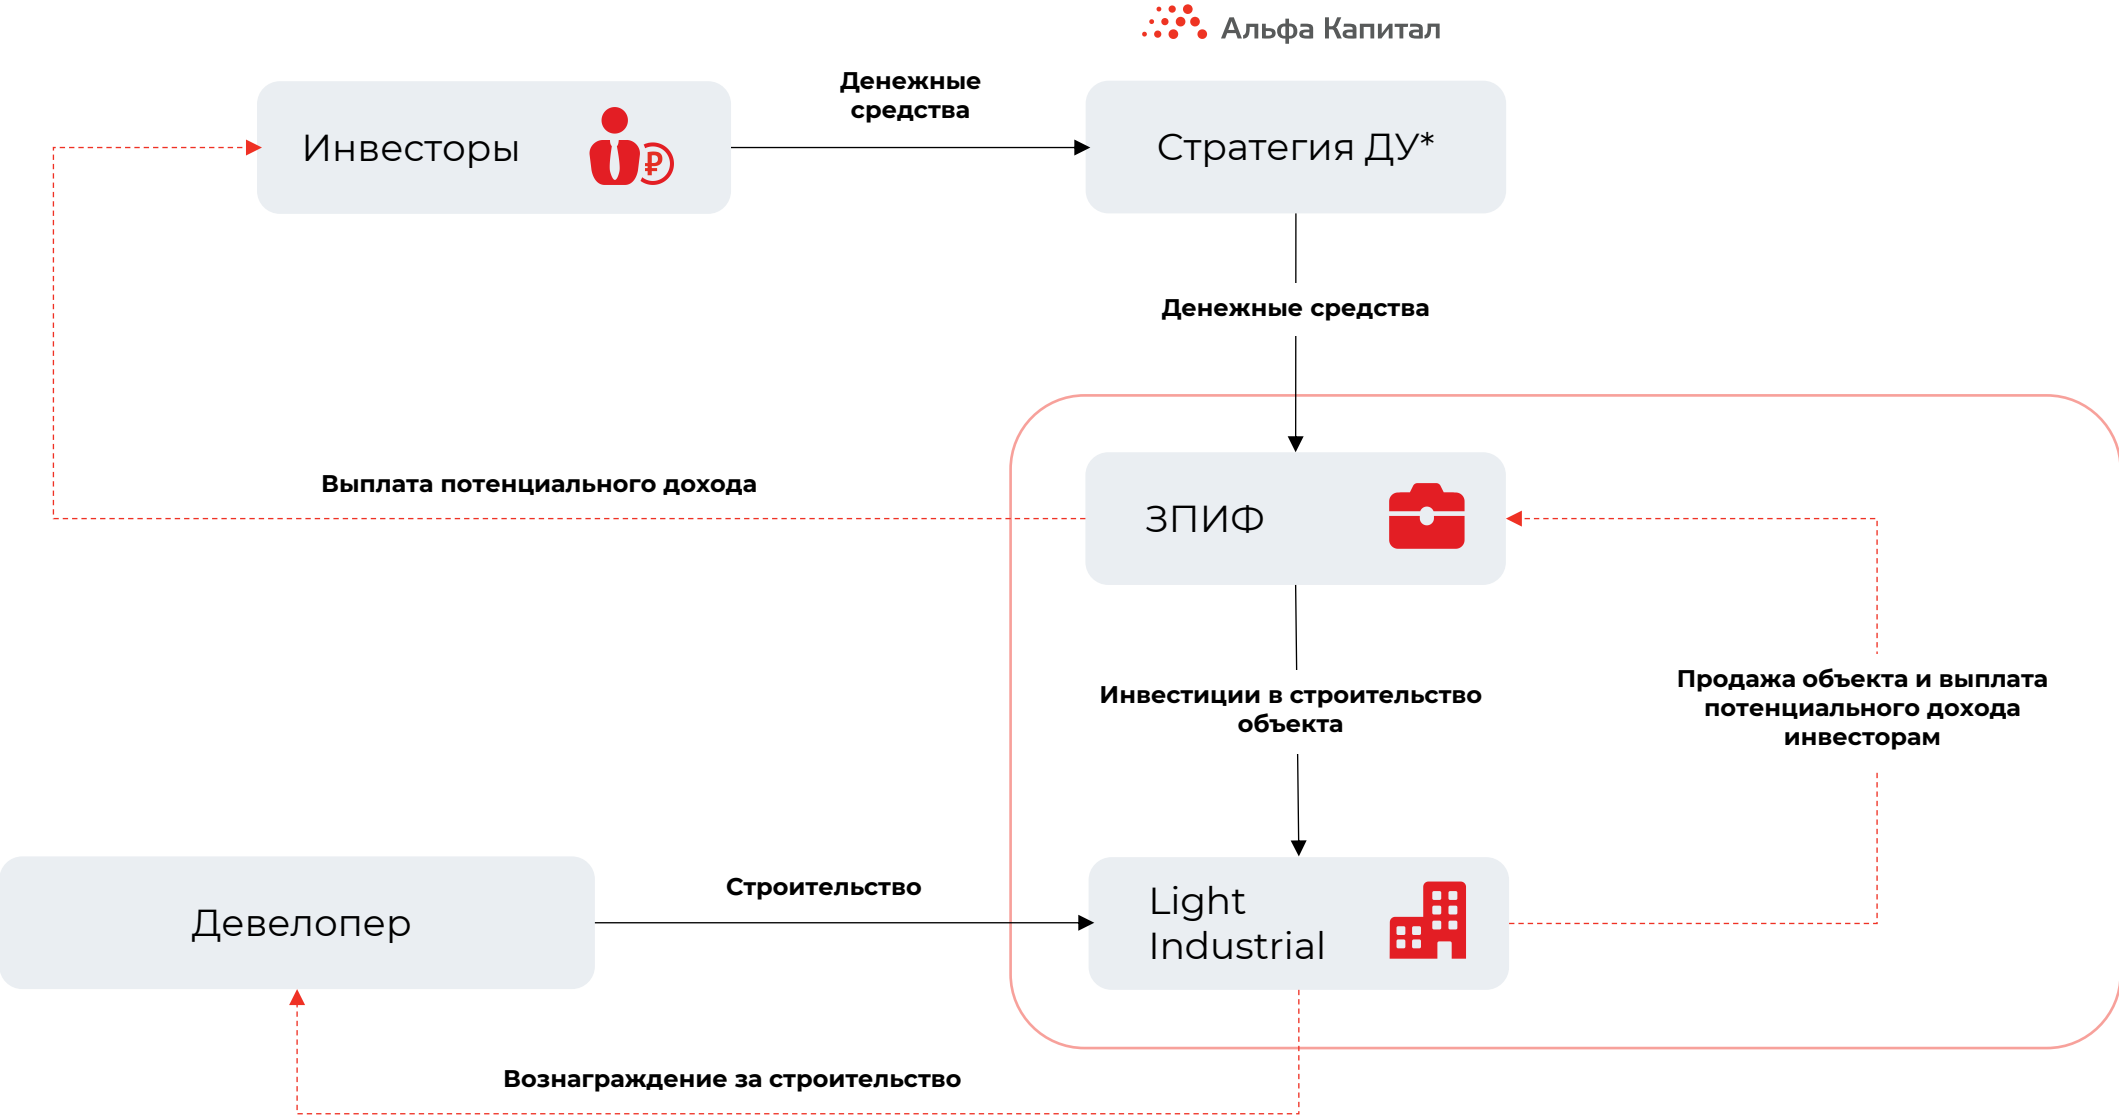 Альфа Капитал
Денежные
средства
Инвесторы
Стратегия ДУ*
Денежные средства
Выплата потенциального дохода
ЗПИФ
Инвестиции в строительство
объекта
Продажа объекта и выплата
потенциального дохода
инвесторам
Строительство
Девелопер
Light
Industrial
Вознаграждение за строительство